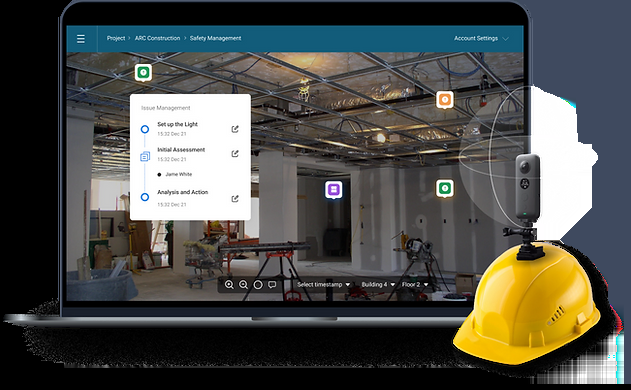 Project > ARC Construction > Safety Management
Account Settings
Issue Management
Set up the Light
15:32 Dec 21
Initial Assessment
15:32 Dec 21
Jame White
Analysis and Action
15:32 Dec 21
Select timestamp
Building 4
Floor 2